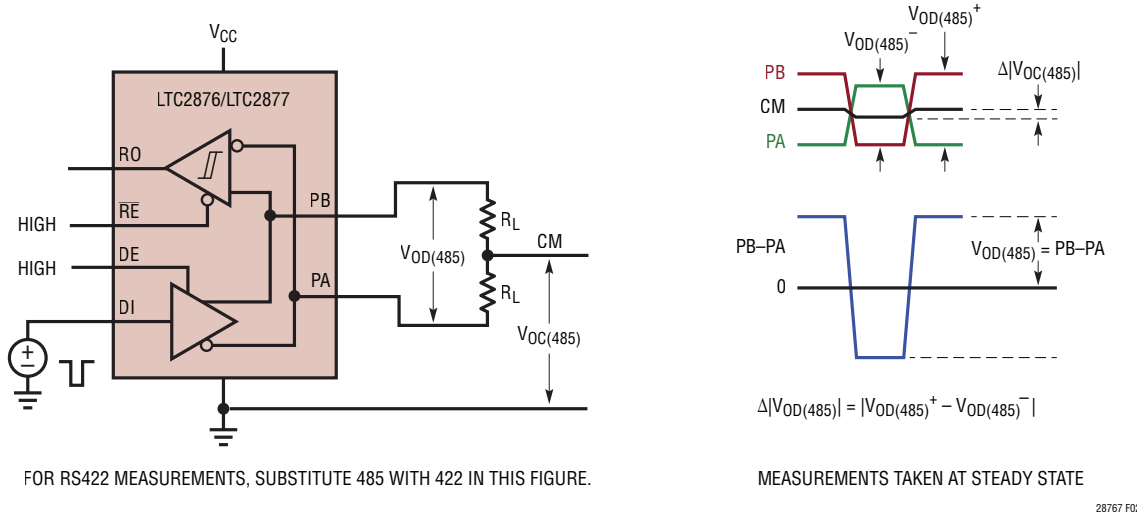 V_CC
LTC2876/LTC2877
RO
RE
HIGH
DE
HIGH
DI
PB
PA
V_OD(485)
R_L
R_L
CM
V_OC(485)
+
–
FOR RS422 MEASUREMENTS, SUBSTITUTE 485 WITH 422 IN THIS FIGURE.
V_OD(485)^+
V_OD(485)^–
Δ|V_OC(485)|
PB
CM
PA
PB–PA
0
V_OD(485) = PB–PA
Δ|V_OD(485)| = |V_OD(485)^+ – V_OD(485)^–|
MEASUREMENTS TAKEN AT STEADY STATE